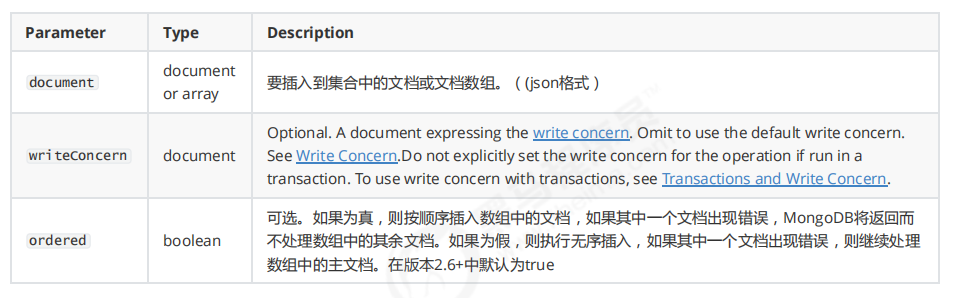 Parameter Type Description
document document or array 要插入到集合中的文档或文档数组。（(json格式）
writeConcern document Optional. A document expressing the write concern. Omit to use the default write concern.
See Write Concern.Do not explicitly set the write concern for the operation if run in a
transaction. To use write concern with transactions, see Transactions and Write Concern.
ordered boolean 可选。如果为真，则按顺序插入数组中的文档，如果其中一个文档出现错误，MongoDB将返回而
不处理数组中的其余文档。如果为假，则执行无序插入，如果其中一个文档出现错误，则继续处理
数组中的主文档。在版本2.6+中默认为true